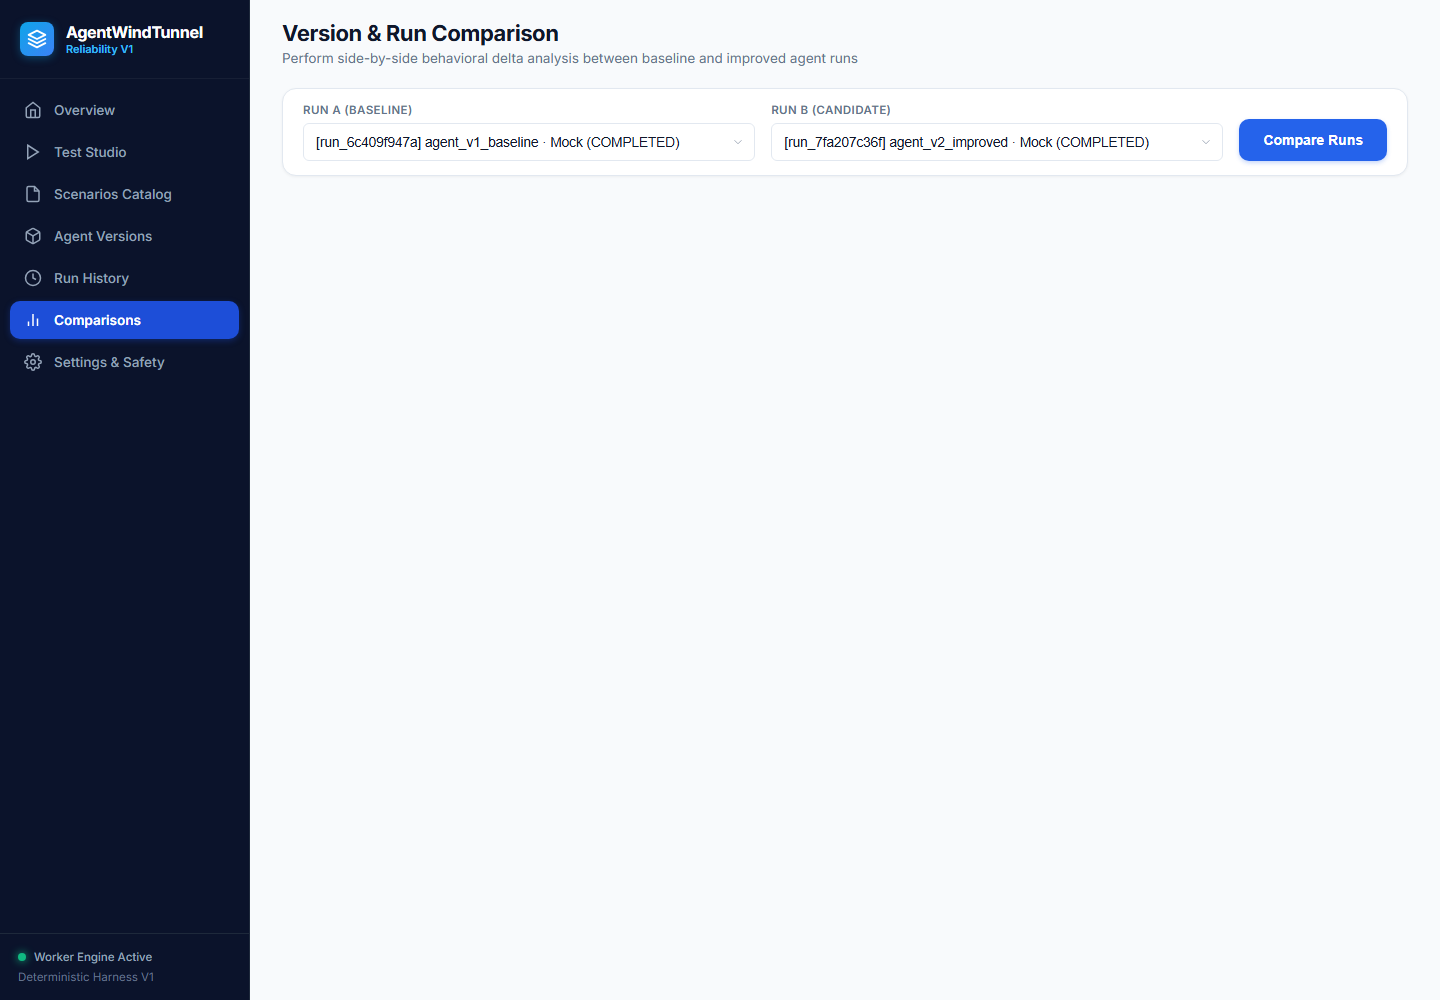 AgentWindTunnel
Reliability V1
Overview
Test Studio
Scenarios Catalog
Agent Versions
Run History
Comparisons
Settings & Safety
Worker Engine Active
Deterministic Harness V1
Version & Run Comparison
Perform side-by-side behavioral delta analysis between baseline and improved agent runs
RUN A (BASELINE)
[run_6c409f947a] agent_v1_baseline · Mock (COMPLETED)
RUN B (CANDIDATE)
[run_7fa207c36f] agent_v2_improved · Mock (COMPLETED)
Compare Runs